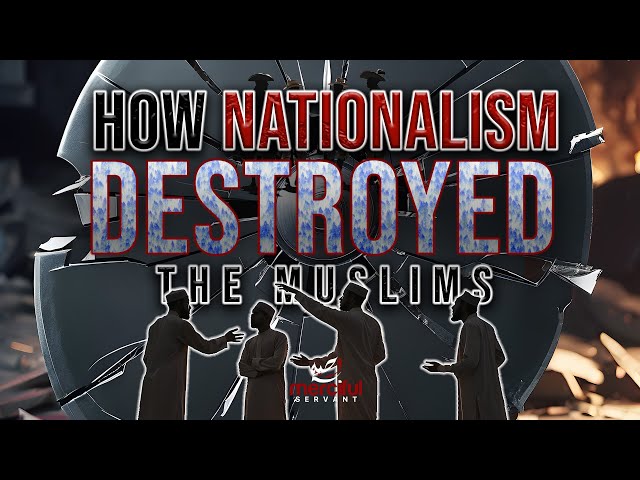 HOW NATIONALISM
DESTROYED
THE MUSLIMS
merciful
SERVANT